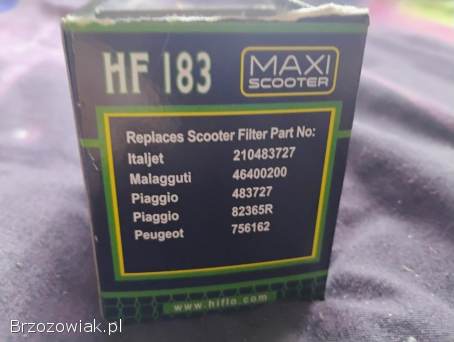 HF 183
MAXI
SCOOTER
Replaces Scooter Filter Part No:
Italjet 210483727
Malagguti 46400200
Piaggio 483727
Piaggio 82365R
Peugeot 756162
www.hiflo.com
Brzozowiak.pl